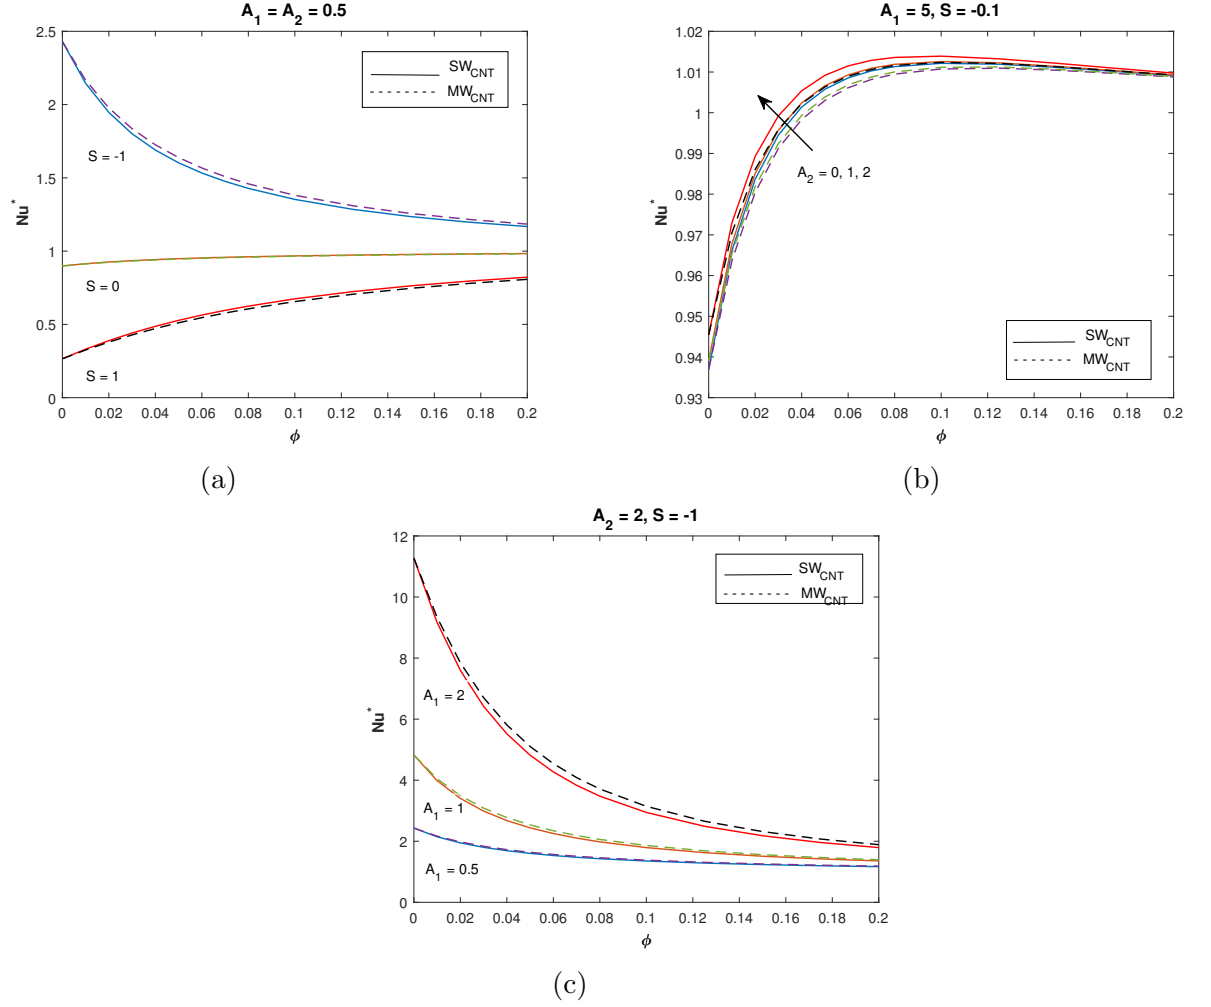 A1 = A2 = 0.5
2.5
2
1.5
1
0.5
0
Nu*
SWCNT
MWCNT
S = -1
S = 0
S = 1
0 0.02 0.04 0.06 0.08 0.1 0.12 0.14 0.16 0.18 0.2
ϕ
(a)
A1 = 5, S = -0.1
1.02
1.01
1
0.99
0.98
0.97
0.96
0.95
0.94
0.93
Nu*
A2 = 0, 1, 2
SWCNT
MWCNT
0 0.02 0.04 0.06 0.08 0.1 0.12 0.14 0.16 0.18 0.2
ϕ
(b)
A2 = 2, S = -1
12
10
8
6
4
2
0
Nu*
SWCNT
MWCNT
A1 = 2
A1 = 1
A1 = 0.5
0 0.02 0.04 0.06 0.08 0.1 0.12 0.14 0.16 0.18 0.2
ϕ
(c)